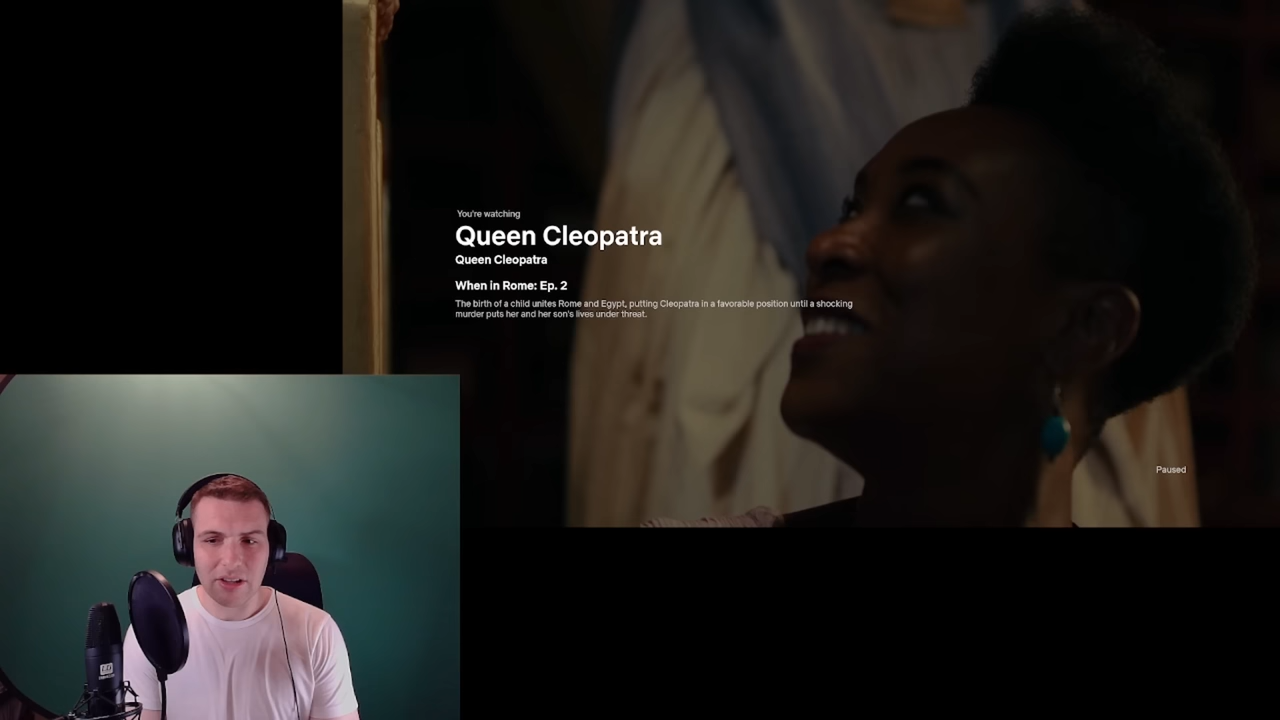 You're watching
Queen Cleopatra
Queen Cleopatra
When in Rome: Ep. 2
The birth of a child unites Rome and Egypt, putting Cleopatra in a favorable position until a shocking
murder puts her and her son's lives under threat.
Paused